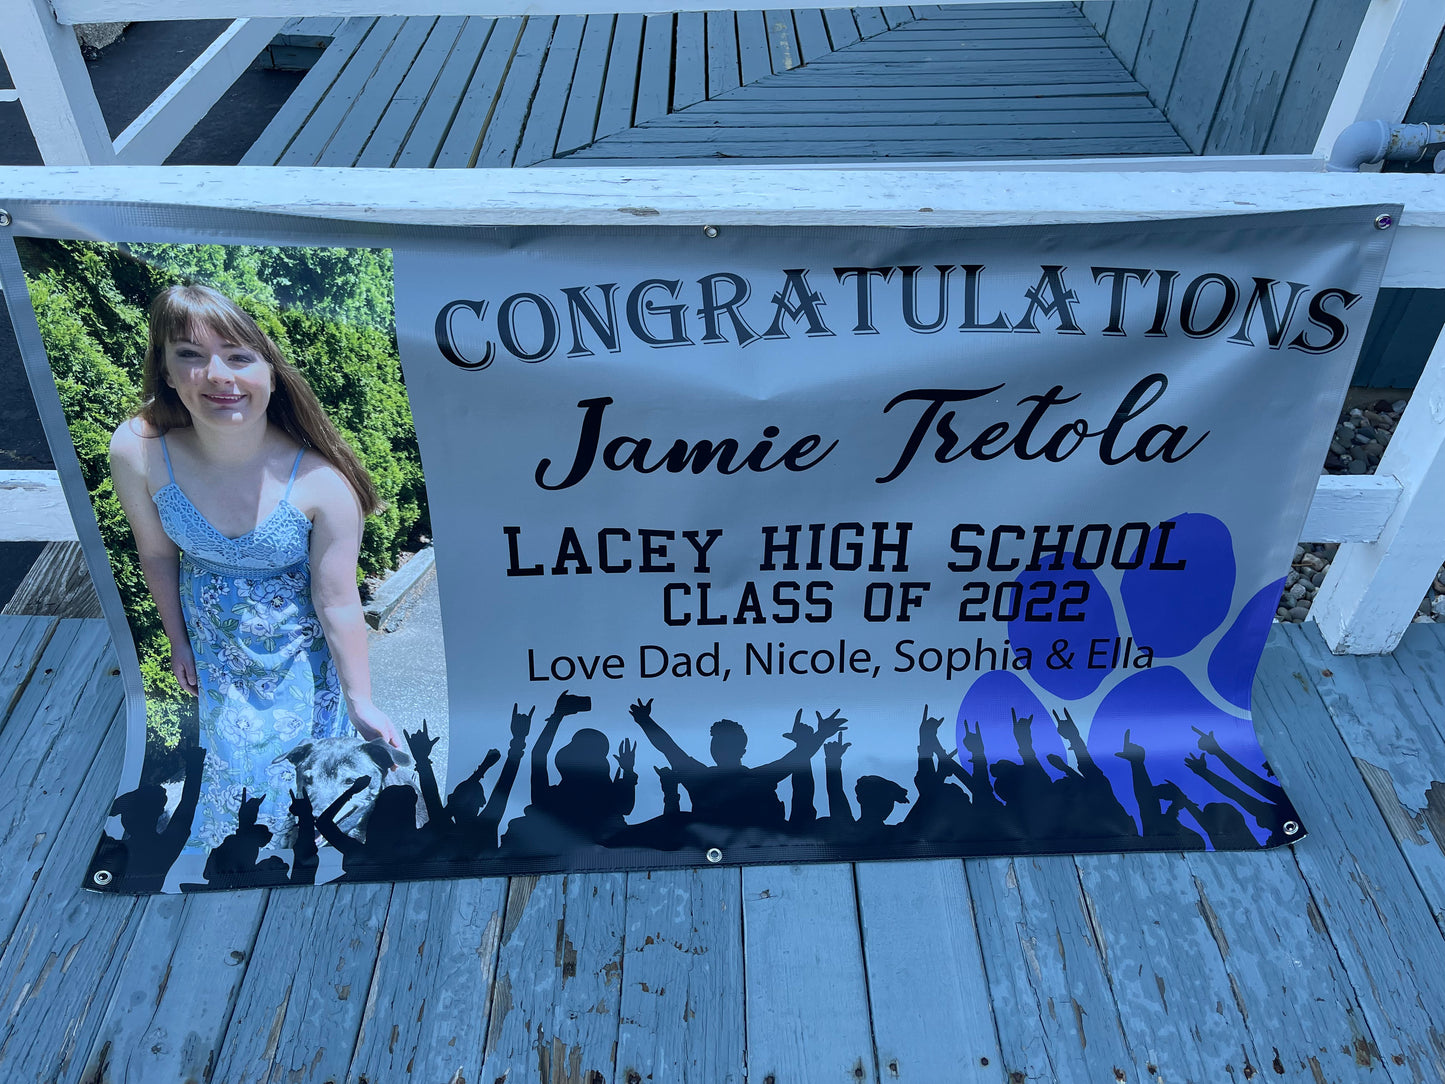 CONGRATULATIONS
Jamie Tretola
LACEY HIGH SCHOOL
CLASS OF 2022
Love Dad, Nicole, Sophia & Ella